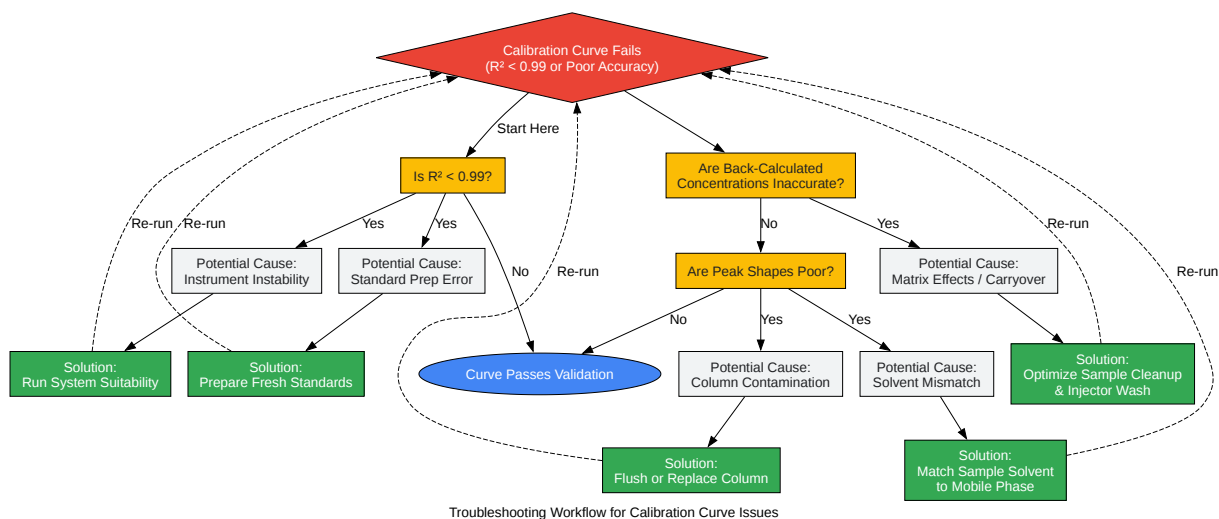 Calibration Curve Fails
(R² < 0.99 or Poor Accuracy)
Start Here
Is R² < 0.99?
Are Back-Calculated
Concentrations Inaccurate?
Re-run
Re-run
Yes
Yes
No
Yes
Re-run
Potential Cause:
Instrument Instability
Potential Cause:
Standard Prep Error
No
Re-run
Are Peak Shapes Poor?
Potential Cause:
Matrix Effects / Carryover
Re-run
No
Yes
Yes
Solution:
Run System Suitability
Solution:
Prepare Fresh Standards
Curve Passes Validation
Potential Cause:
Column Contamination
Potential Cause:
Solvent Mismatch
Solution:
Optimize Sample Cleanup
& Injector Wash
Solution:
Flush or Replace Column
Solution:
Match Sample Solvent
to Mobile Phase
Troubleshooting Workflow for Calibration Curve Issues